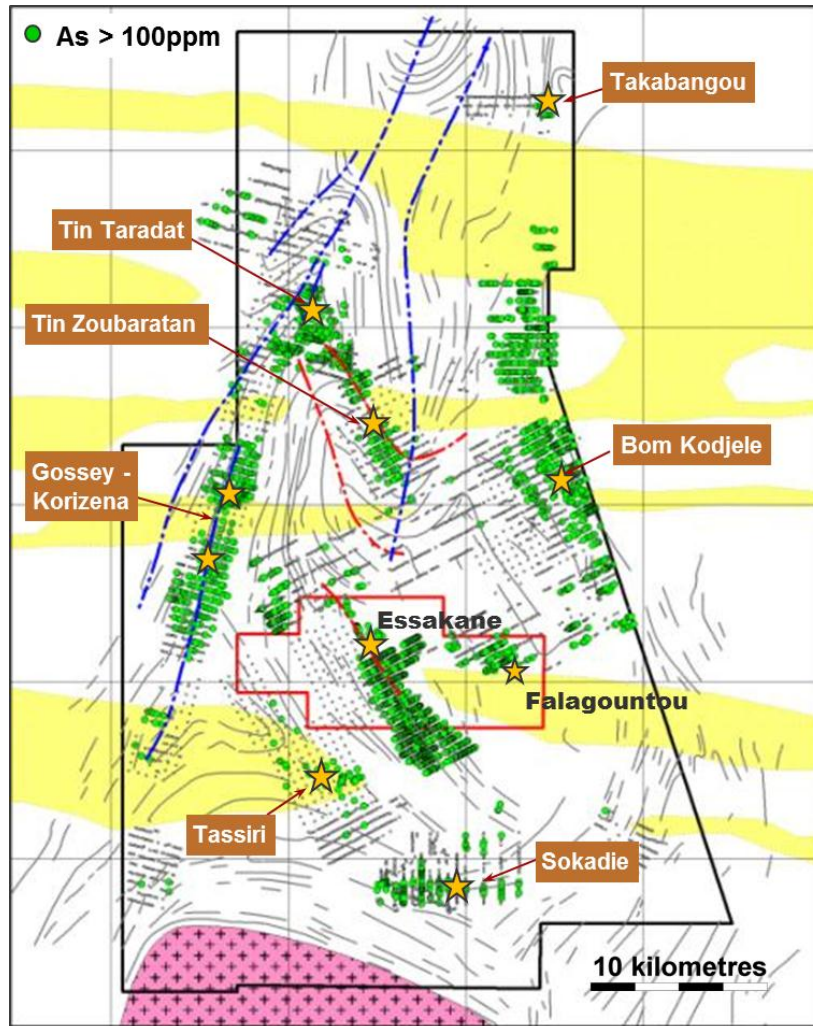 As > 100ppm
Takabangou
Tin Taradat
Tin Zoubaratan
Bom Kodjele
Gossey -
Korizena
Essakane
Falagountou
Tassiri
Sokadie
10 kilometres